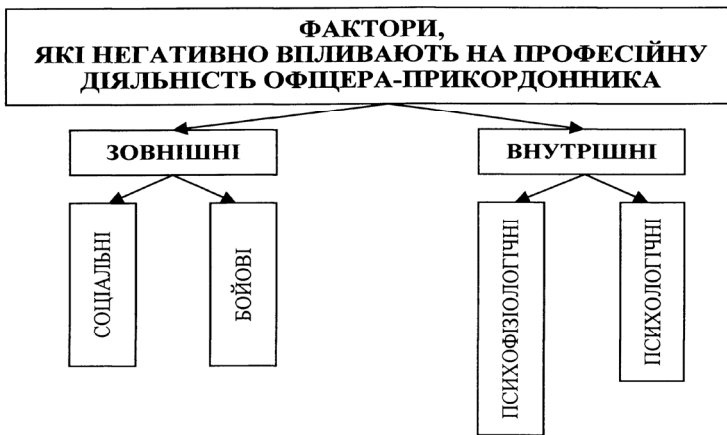 ФАКТОРИ,
ЯКІ НЕГАТИВНО ВПЛИВАЮТЬ НА ПРОФЕСІЙНУ
ДІЯЛЬНІСТЬ ОФІЦЕРА-ПРИКОРДОННИКА
ЗОВНІШНІ
ВНУТРІШНІ
СОЦІАЛЬНІ
БОЙОВІ
ПСИХОФІЗІОЛОГІЧНІ
ПСИХОЛОГІЧНІ